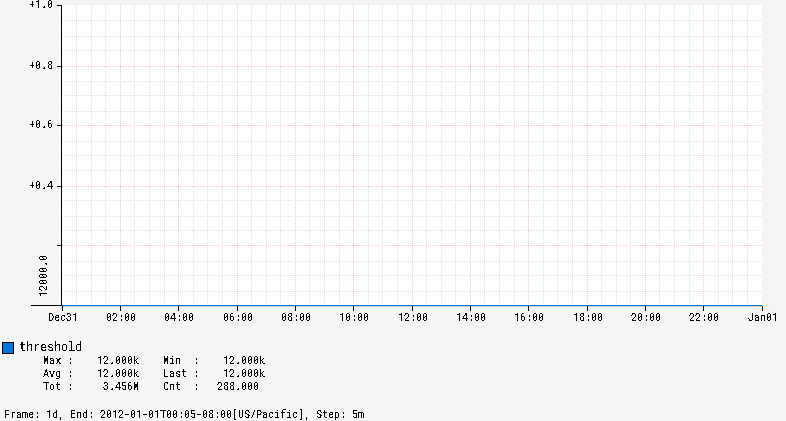 +1.0
+0.8
+0.6
+0.4
12000.0
Dec31 02:00 04:00 06:00 08:00 10:00 12:00 14:00 16:00 18:00 20:00 22:00 Jan01
threshold
Max : 12.000k Min : 12.000k
Avg : 12.000k Last : 12.000k
Tot : 3.456M Cnt : 288.000
Frame: 1d, End: 2012-01-01T00:05-08:00[US/Pacific], Step: 5m